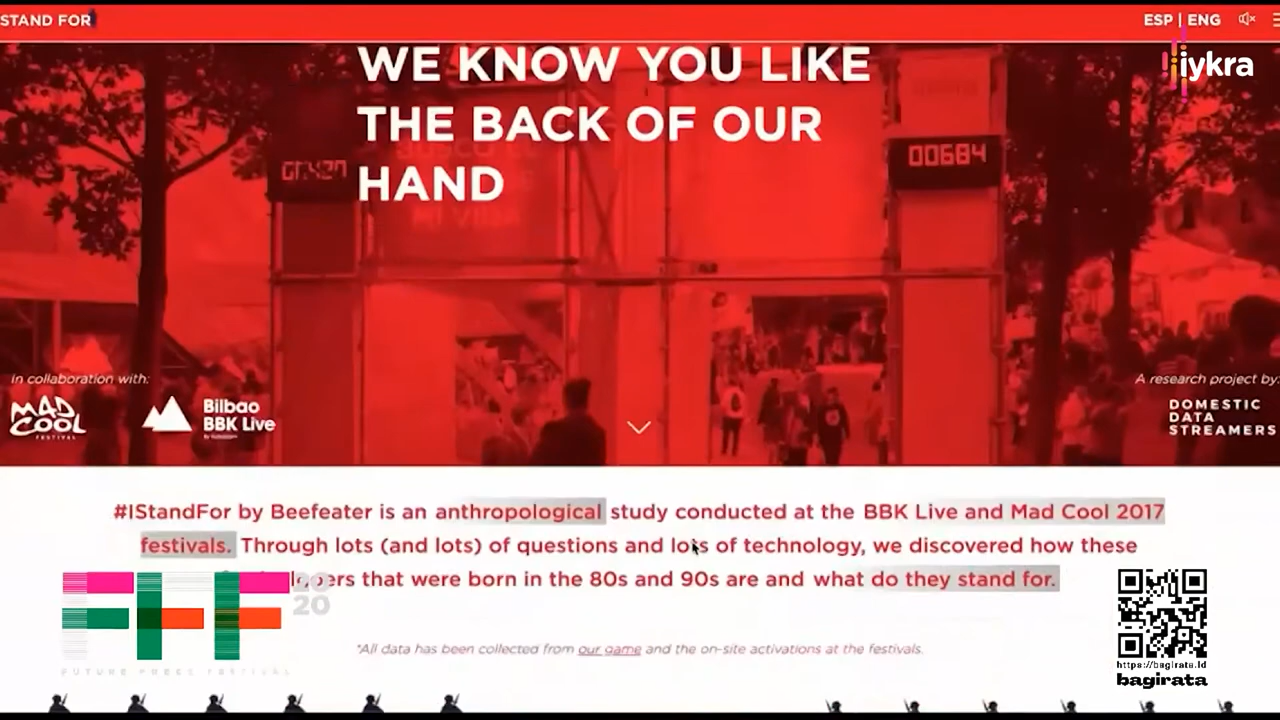 STAND FOR
ESP | ENG
iykra
WE KNOW YOU LIKE
THE BACK OF OUR
HAND
00684
In collaboration with:
MAD
COOL
FESTIVAL
Bilbao
BBK Live
A research project by:
DOMESTIC
DATA
STREAMERS
#IStandFor by Beefeater is an anthropological study conducted at the BBK Live and Mad Cool 2017
festivals. Through lots (and lots) of questions and lots of technology, we discovered how these
that were born in the 80s and 90s are and what do they stand for.
FFF 2020
*All data has been collected from our game and the on-site activations at the festivals.
https://bagirata.id
bagirata